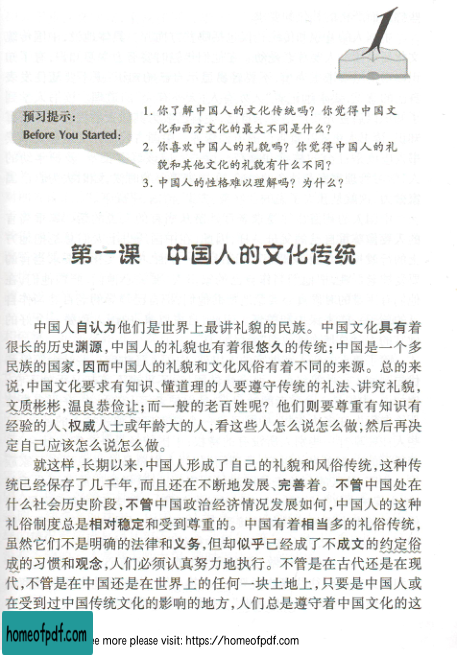 1
预习提示：
Before You Started:
1. 你了解中国人的文化传统吗？你觉得中国文
化和西方文化的最大不同是什么？
2. 你喜欢中国人的礼貌吗？你觉得中国人的礼
貌和其他文化的礼貌有什么不同？
3. 中国人的性格难以理解吗？为什么？
第一课 中国人的文化传统
中国人自认为他们是世界上最讲礼貌的民族。中国文化具有着
很长的历史渊源，中国人的礼貌也有着很悠久的传统；中国是一个多
民族的国家，因而中国人的礼貌和文化风俗有着不同的来源。总的来
说，中国文化要求有知识、懂道理的人要遵守传统的礼法、讲究礼貌，
文质彬彬，温良恭俭让；而一般的老百姓呢？他们则要尊重有知识有
经验的人、权威人士或年龄大的人，看这些人怎么说怎么做；然后再决
定自己应该怎么说怎么做。
就这样，长期以来，中国人形成了自己的礼貌和风俗传统，这种传
统已经保存了几千年，而且还在不断地发展、完善着。不管中国处在
什么社会历史阶段，不管中国政治经济情况发展如何，中国人的这种
礼俗制度总是相对稳定和受到尊重的。中国有着相当多的礼俗传统，
虽然它们不是明确的法律和义务，但却似乎已经成了不成文的约定俗
成的习惯和观念，人们必须认真努力地执行。不管是在古代还是在现
代，不管是在中国还是在世界上的任何一块土地上，只要是中国人或
在受到过中国传统文化的影响的地方，人们总是遵守着中国文化的这
homeofpdf.com
ee more please visit: https://homeofpdf.com